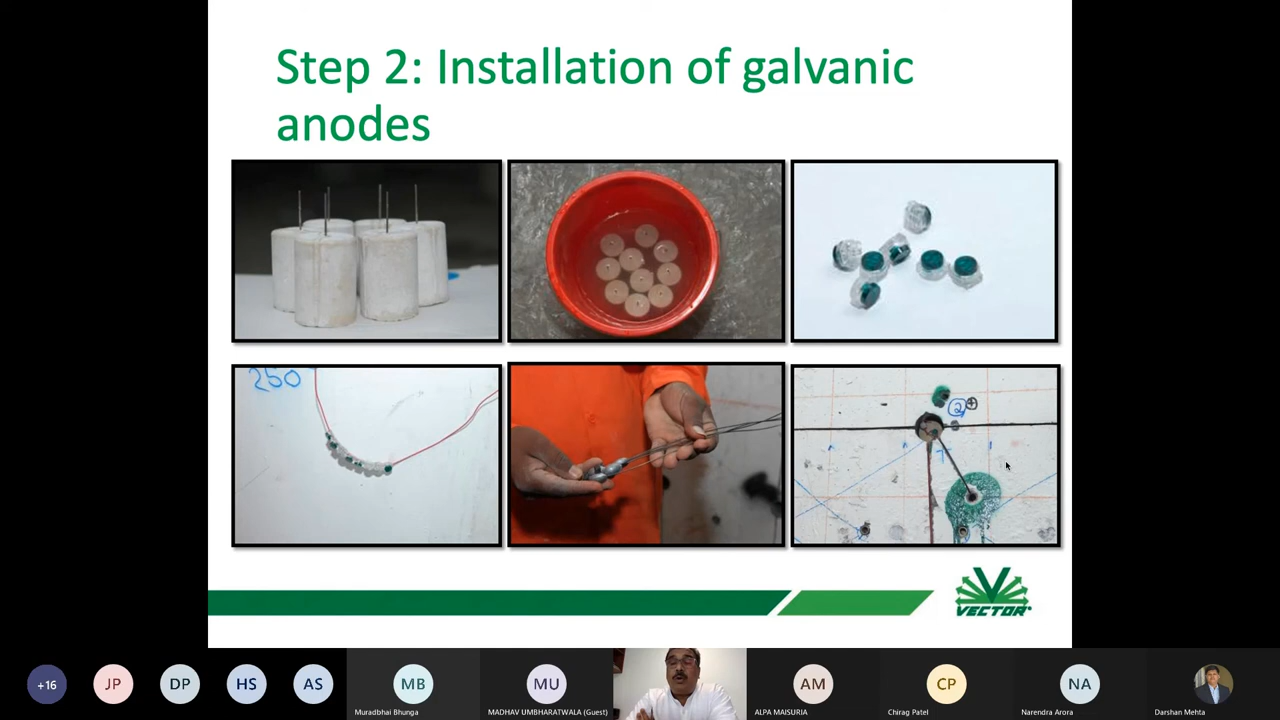 Step 2: Installation of galvanic
anodes
250
2
VECTOR
+16
JP
DP
HS
AS
MB
MU
AM
CP
NA
Muradbhai Bhunga
MADHAV UMBHARATWALA (Guest)
ALPA MAISURIA
Chirag Patel
Narendra Arora
Darshan Mehta